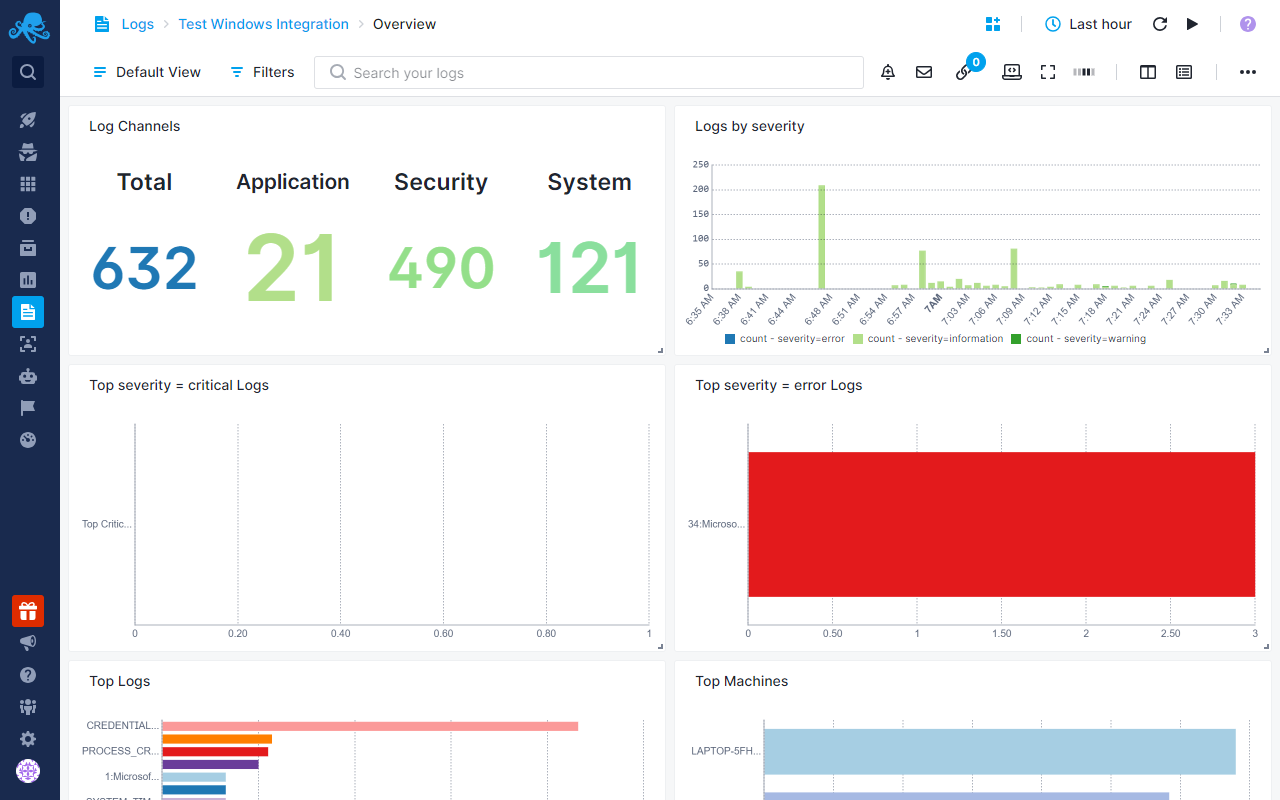 Logs > Test Windows Integration > Overview
Last hour
Default View
Filters
Search your logs
0
Log Channels
Total Application Security System
632 21 490 121
Logs by severity
250
200
150
100
50
0
6:35 AM 6:38 AM 6:41 AM 6:44 AM 6:48 AM 6:51 AM 6:54 AM 6:57 AM 7AM 7:03 AM 7:06 AM 7:09 AM 7:12 AM 7:15 AM 7:18 AM 7:21 AM 7:24 AM 7:27 AM 7:30 AM 7:33 AM
count - severity=error count - severity=information count - severity=warning
Top severity = critical Logs
Top Critic...
0 0.20 0.40 0.60 0.80 1
Top severity = error Logs
34:Microso...
0 0.50 1 1.50 2 2.50 3
Top Logs
CREDENTIAL...
PROCESS_CR...
1:Microsof...
SYSTEM_TIM...
Top Machines
LAPTOP-5FH...